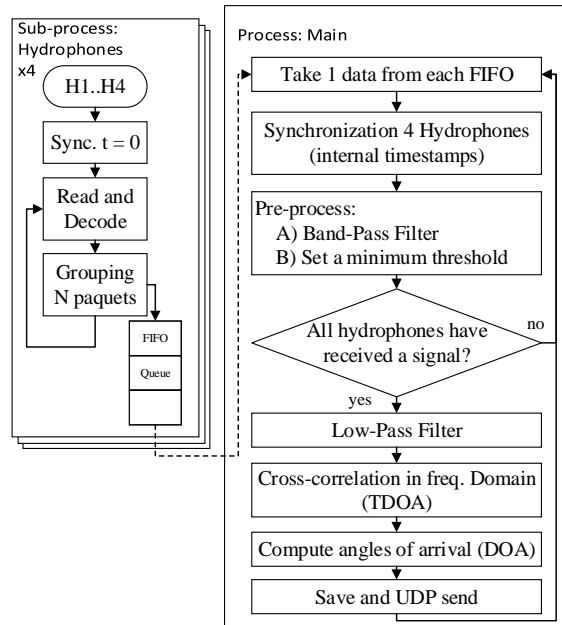 Sub-process:
Hydrophones
x4
H1..H4
Sync. t = 0
Read and
Decode
Grouping
N paquets
FIFO
Queue
Process: Main
Take 1 data from each FIFO
Synchronization 4 Hydrophones
(internal timestamps)
Pre-process:
A) Band-Pass Filter
B) Set a minimum threshold
All hydrophones have
received a signal?
no
yes
Low-Pass Filter
Cross-correlation in freq. Domain
(TDOA)
Compute angles of arrival (DOA)
Save and UDP send